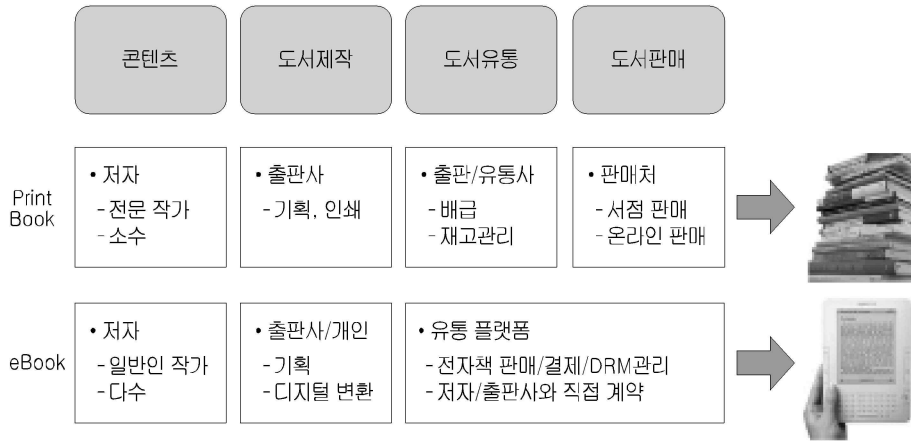 콘텐츠
도서제작
도서유통
도서판매
Print
Book
• 저자
- 전문 작가
- 소수
• 출판사
- 기획, 인쇄
• 출판/유통사
- 배급
- 재고관리
• 판매처
- 서점 판매
- 온라인 판매
eBook
• 저자
- 일반인 작가
- 다수
• 출판사/개인
- 기획
- 디지털 변환
• 유통 플랫폼
- 전자책 판매/결제/DRM관리
- 저자/출판사와 직접 계약